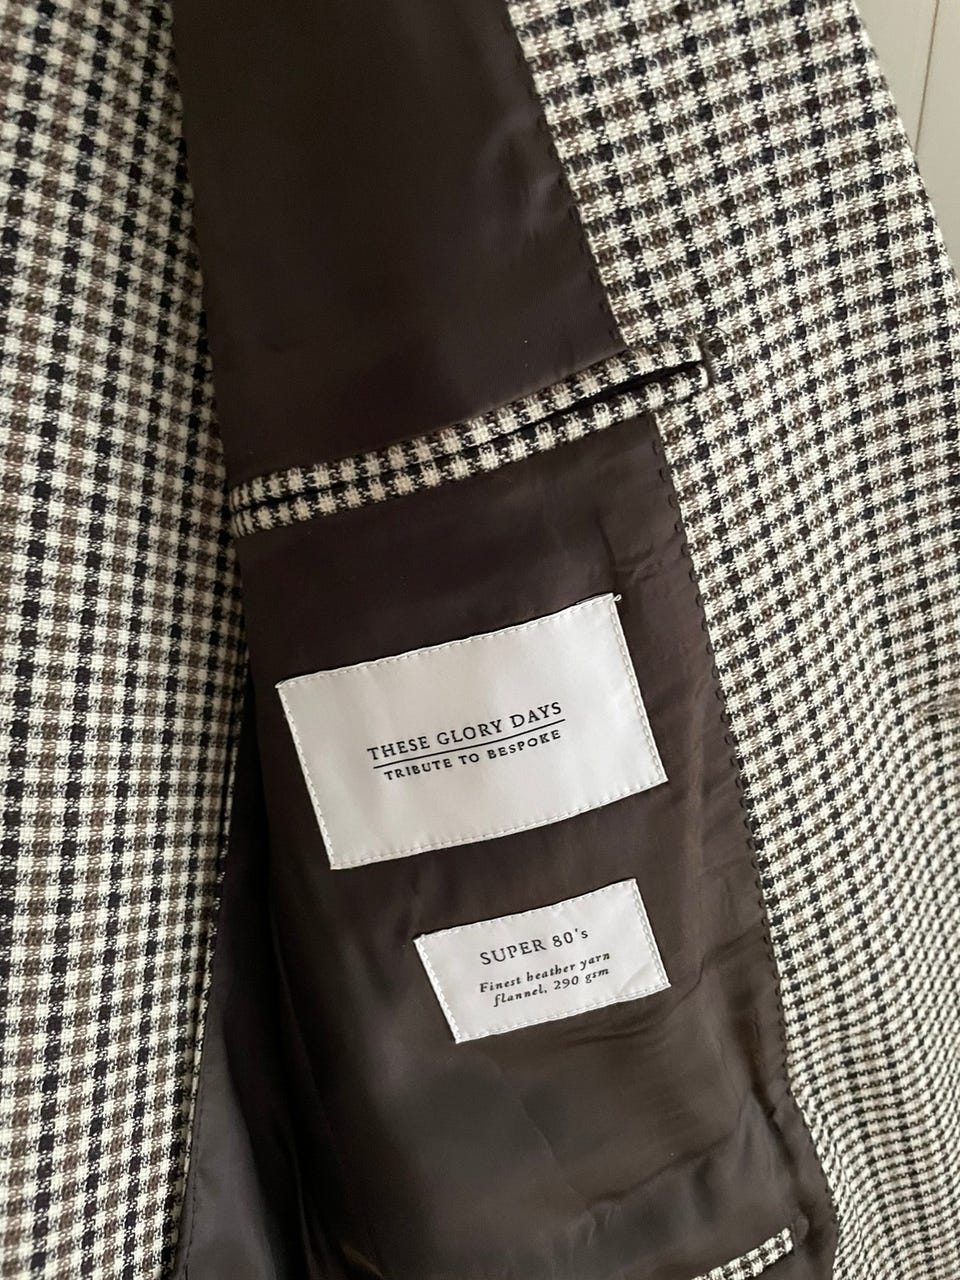 THESE GLORY DAYS
TRIBUTE TO BESPOKE
SUPER 80's
Finest heather yarn
flannel, 290 gsm